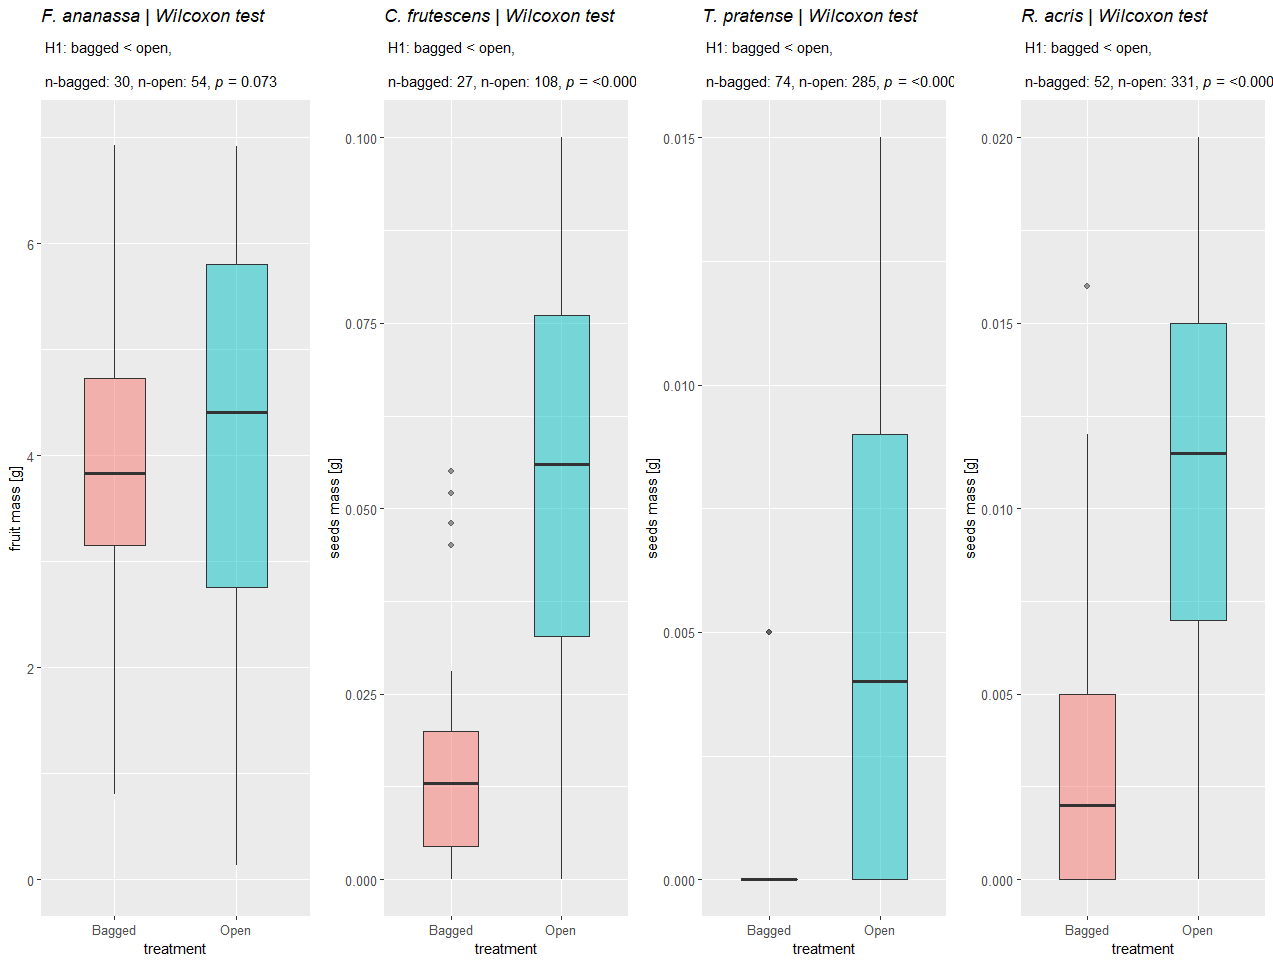 F. ananassa | Wilcoxon test
H1: bagged < open,
n-bagged: 30, n-open: 54, p = 0.073
fruit mass [g]
6
4
2
0
Bagged Open
treatment
C. frutescens | Wilcoxon test
H1: bagged < open,
n-bagged: 27, n-open: 108, p = <0.000
seeds mass [g]
0.100
0.075
0.050
0.025
0.000
Bagged Open
treatment
T. pratense | Wilcoxon test
H1: bagged < open,
n-bagged: 74, n-open: 285, p = <0.000
seeds mass [g]
0.015
0.010
0.005
0.000
Bagged Open
treatment
R. acris | Wilcoxon test
H1: bagged < open,
n-bagged: 52, n-open: 331, p = <0.000
seeds mass [g]
0.020
0.015
0.010
0.005
0.000
Bagged Open
treatment